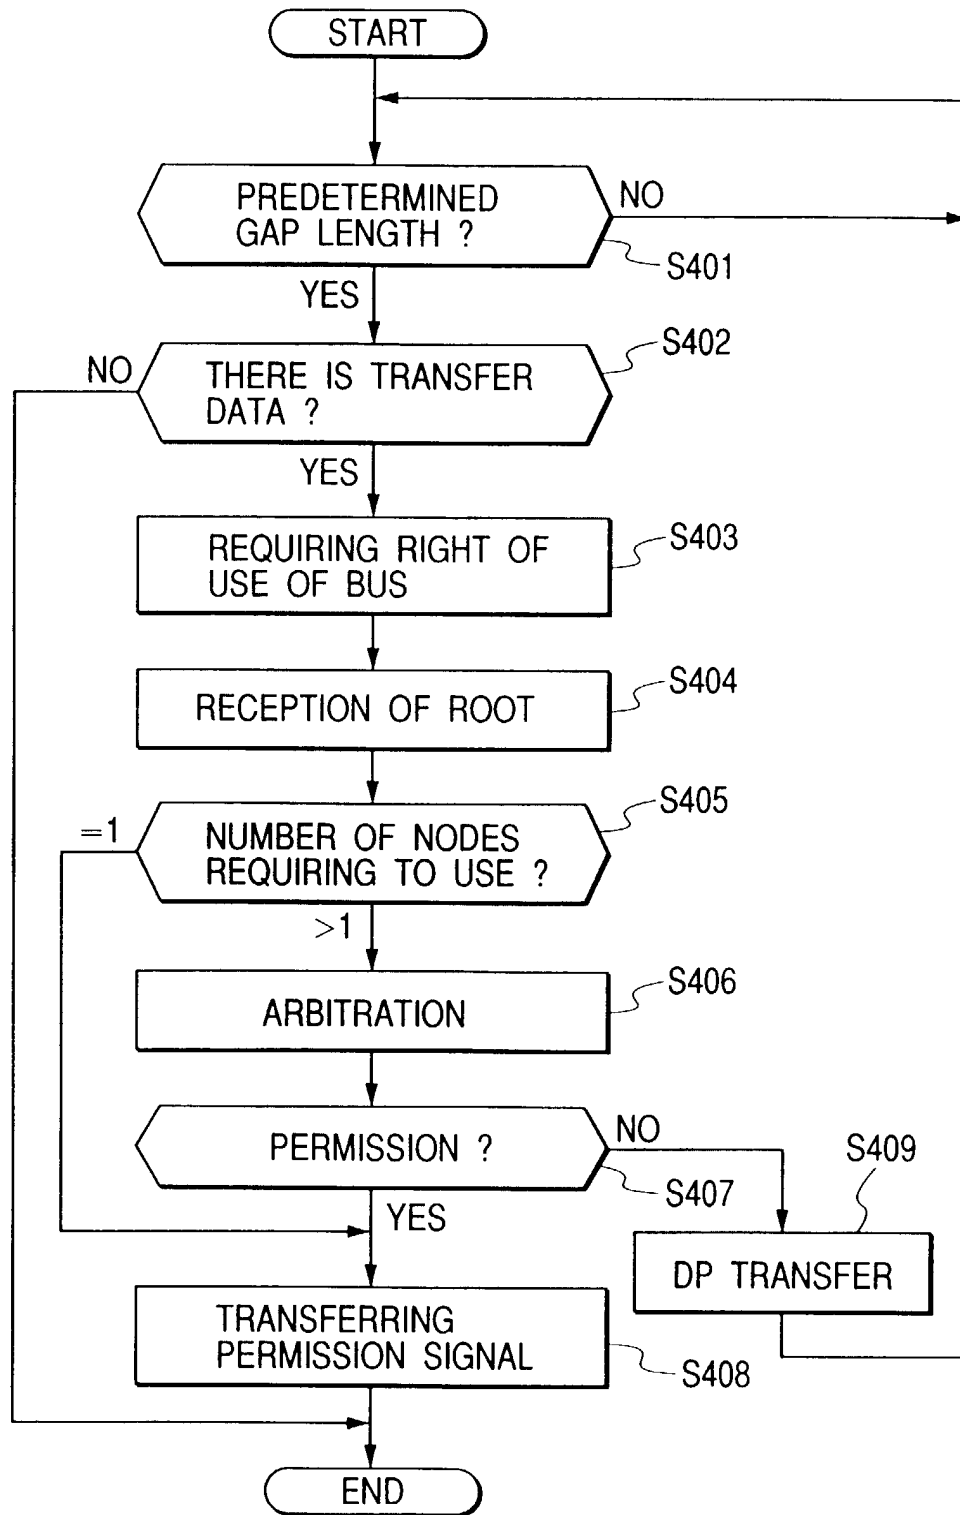 START
PREDETERMINED
GAP LENGTH ?
NO
S401
YES
S402
NO
THERE IS TRANSFER
DATA ?
YES
S403
REQUIRING RIGHT OF
USE OF BUS
S404
RECEPTION OF ROOT
S405
=1
NUMBER OF NODES
REQUIRING TO USE ?
>1
S406
ARBITRATION
PERMISSION ?
NO
S407
S409
YES
DP TRANSFER
TRANSFERRING
PERMISSION SIGNAL
S408
END